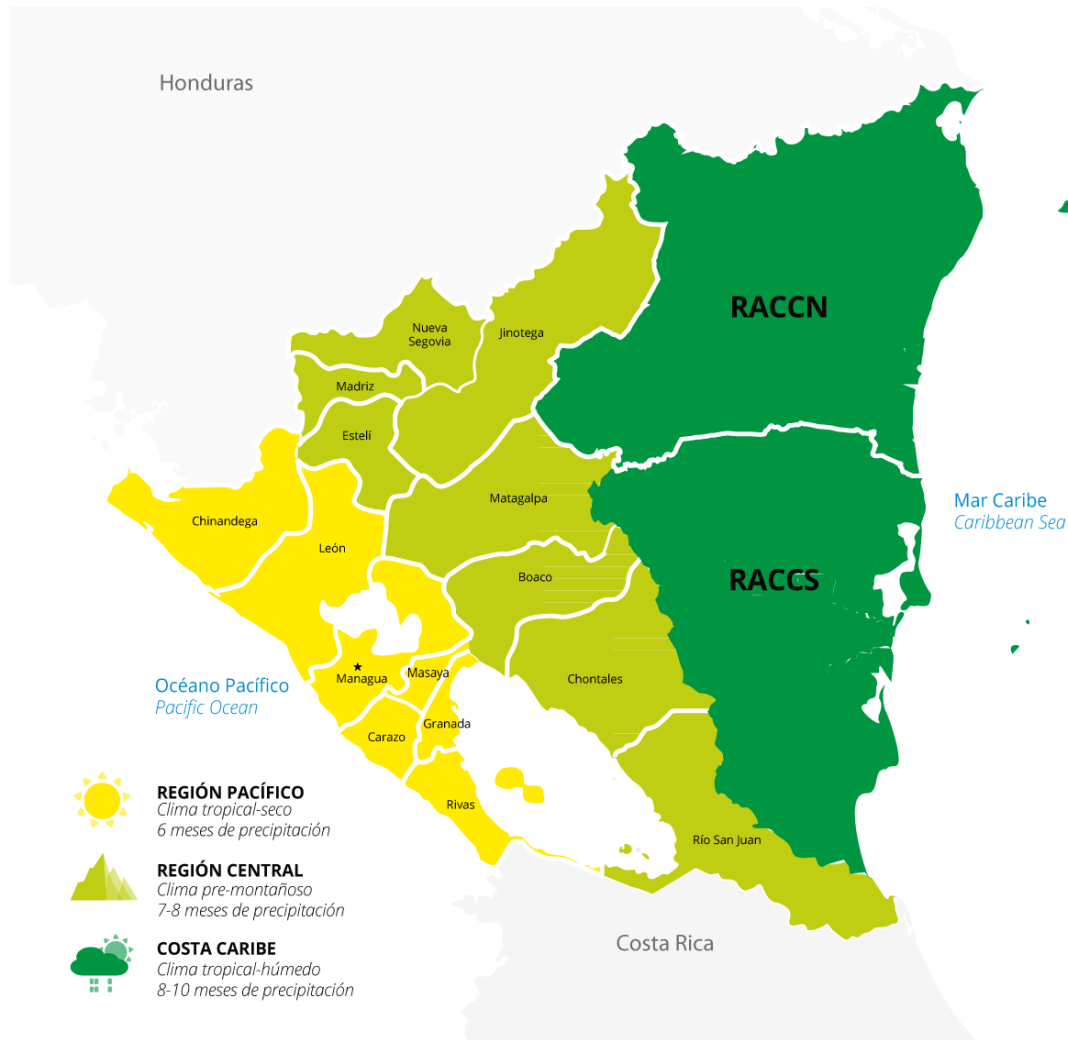 Honduras
RACCN
Nueva
Segovia
Jinotega
Madriz
Estelí
Matagalpa
Mar Caribe
Caribbean Sea
Chinandega
León
Boaco
RACCS
Managua
Masaya
Chontales
Océano Pacífico
Pacific Ocean
Granada
Carazo
Rivas
Río San Juan
Costa Rica
REGIÓN PACÍFICO
Clima tropical-seco
6 meses de precipitación
REGIÓN CENTRAL
Clima pre-montañoso
7-8 meses de precipitación
COSTA CARIBE
Clima tropical-húmedo
8-10 meses de precipitación